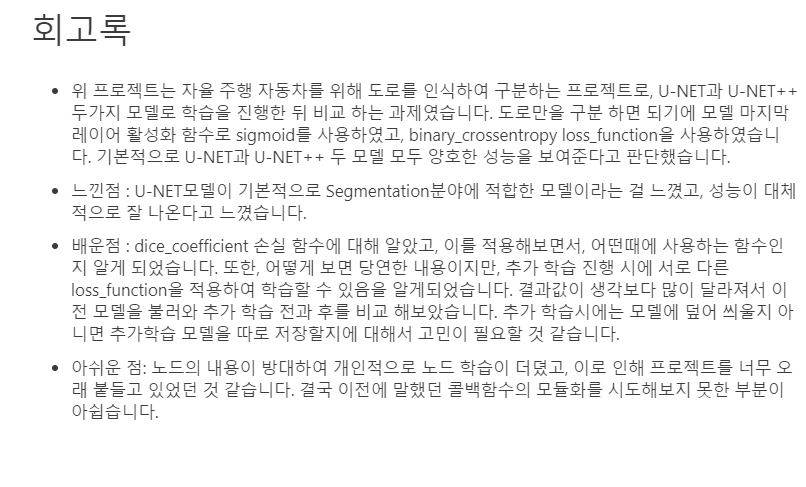 회고록
위 프로젝트는 자율 주행 자동차를 위해 도로를 인식하여 구분하는 프로젝트로, U-NET과 U-NET++
두가지 모델로 학습을 진행한 뒤 비교 하는 과제였습니다. 도로만을 구분 하면 되기에 모델 마지막
레이어 활성화 함수로 sigmoid를 사용하였고, binary_crossentropy loss_function을 사용하였습니
다. 기본적으로 U-NET과 U-NET++ 두 모델 모두 양호한 성능을 보여준다고 판단했습니다.
느낀점 : U-NET모델이 기본적으로 Segmentation분야에 적합한 모델이라는 걸 느꼈고, 성능이 대체
적으로 잘 나온다고 느꼈습니다.
배운점 : dice_coefficient 손실 함수에 대해 알았고, 이를 적용해보면서, 어떤때에 사용하는 함수인
지 알게 되었습니다. 또한, 어떻게 보면 당연한 내용이지만, 추가 학습 진행 시에 서로 다른
loss_function을 적용하여 학습할 수 있음을 알게되었습니다. 결과값이 생각보다 많이 달라져서 이
전 모델을 불러와 추가 학습 전과 후를 비교 해보았습니다. 추가 학습시에는 모델에 덮어 씌울지 아
니면 추가학습 모델을 따로 저장할지에 대해서 고민이 필요할 것 같습니다.
아쉬운 점: 노드의 내용이 방대하여 개인적으로 노드 학습이 더뎠고, 이로 인해 프로젝트를 너무 오
래 붙들고 있었던 것 같습니다. 결국 이전에 말했던 콜백함수의 모듈화를 시도해보지 못한 부분이
아쉽습니다.